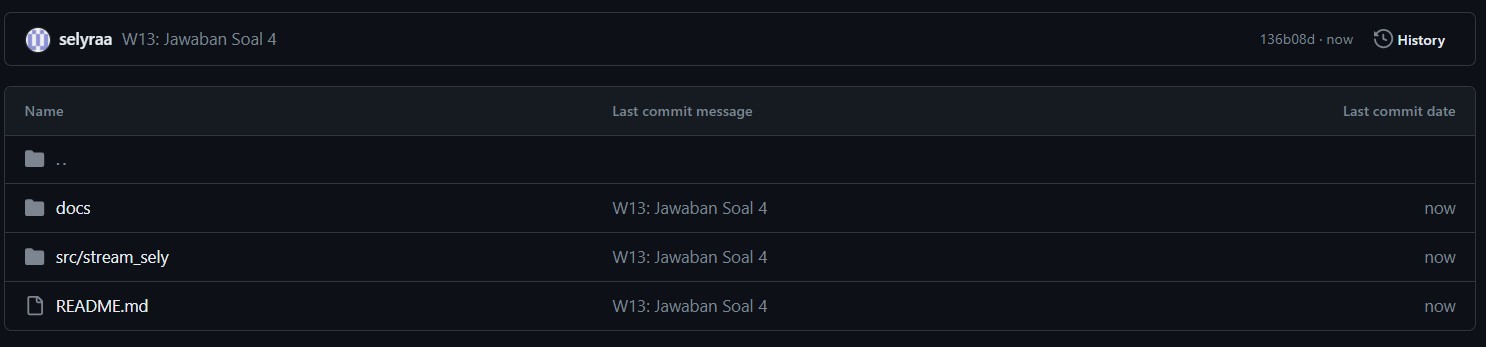 selyraa W13: Jawaban Soal 4 136b08d · now History
Name Last commit message Last commit date
..
docs W13: Jawaban Soal 4 now
src/stream_sely W13: Jawaban Soal 4 now
README.md W13: Jawaban Soal 4 now